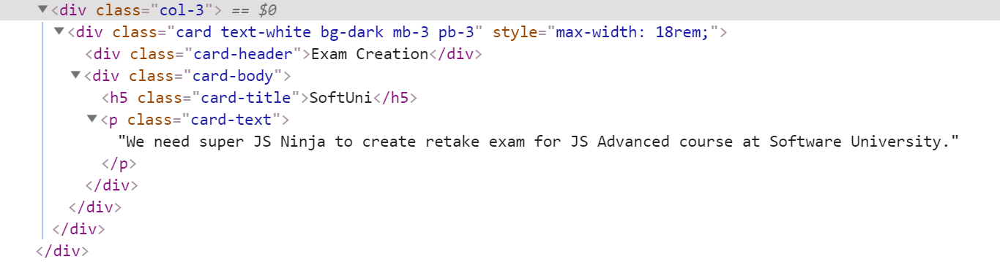 ▼<div class="col-3"> == $0
▼<div class="card text-white bg-dark mb-3 pb-3" style="max-width: 18rem;">
<div class="card-header">Exam Creation</div>
▼<div class="card-body">
<h5 class="card-title">SoftUni</h5>
▼<p class="card-text">
"We need super JS Ninja to create retake exam for JS Advanced course at Software University."
</p>
</div>
</div>
</div>
</div>